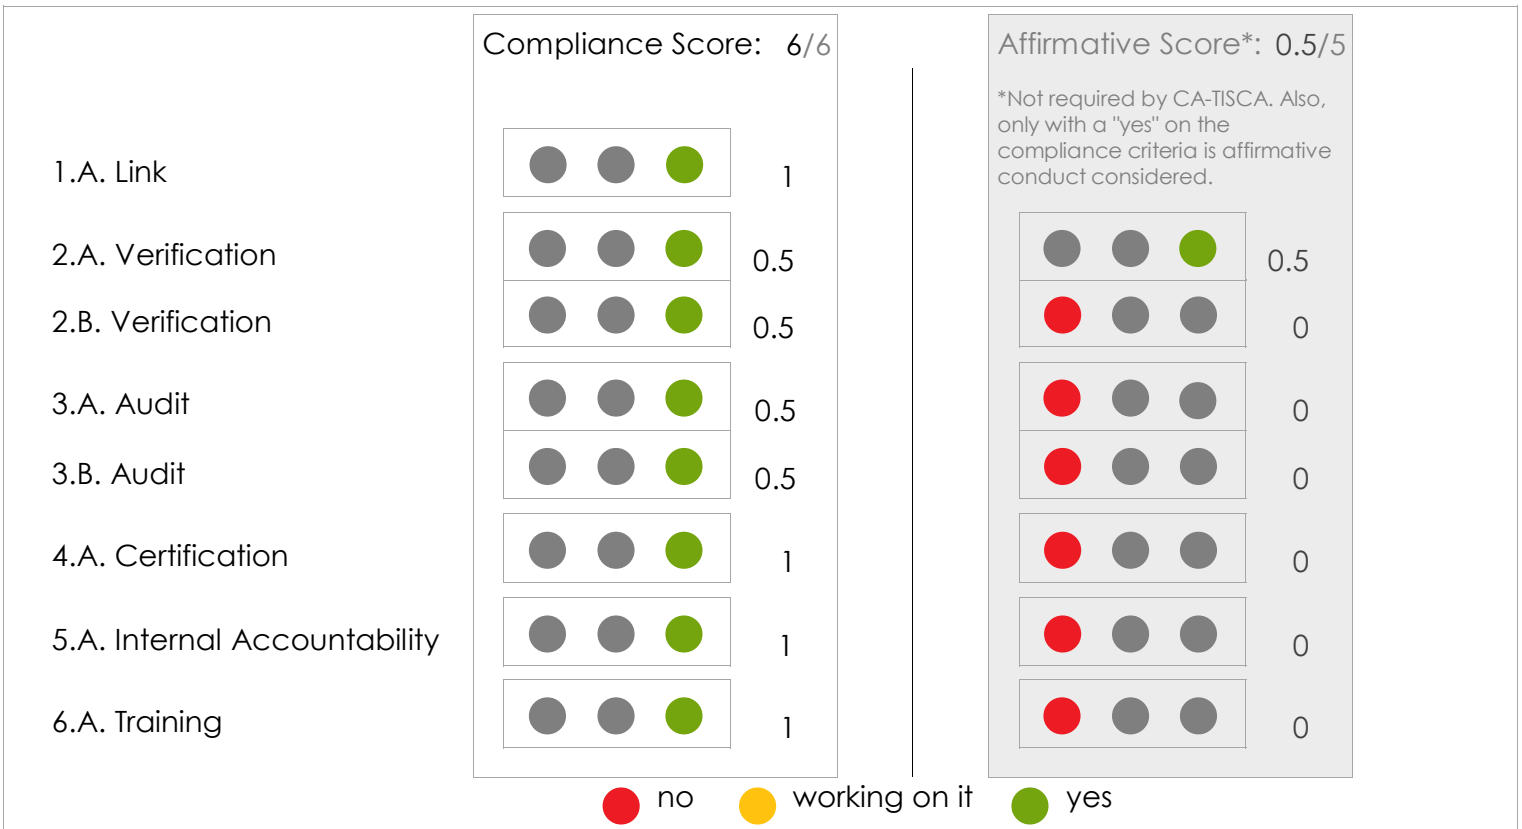 Compliance Score: 6/6
Affirmative Score*: 0.5/5
*Not required by CA-TISCA. Also,
only with a "yes" on the
compliance criteria is affirmative
conduct considered.
1.A. Link 1
2.A. Verification 0.5 0.5
2.B. Verification 0.5 0
3.A. Audit 0.5 0
3.B. Audit 0.5 0
4.A. Certification 1 0
5.A. Internal Accountability 1 0
6.A. Training 1 0
no working on it yes